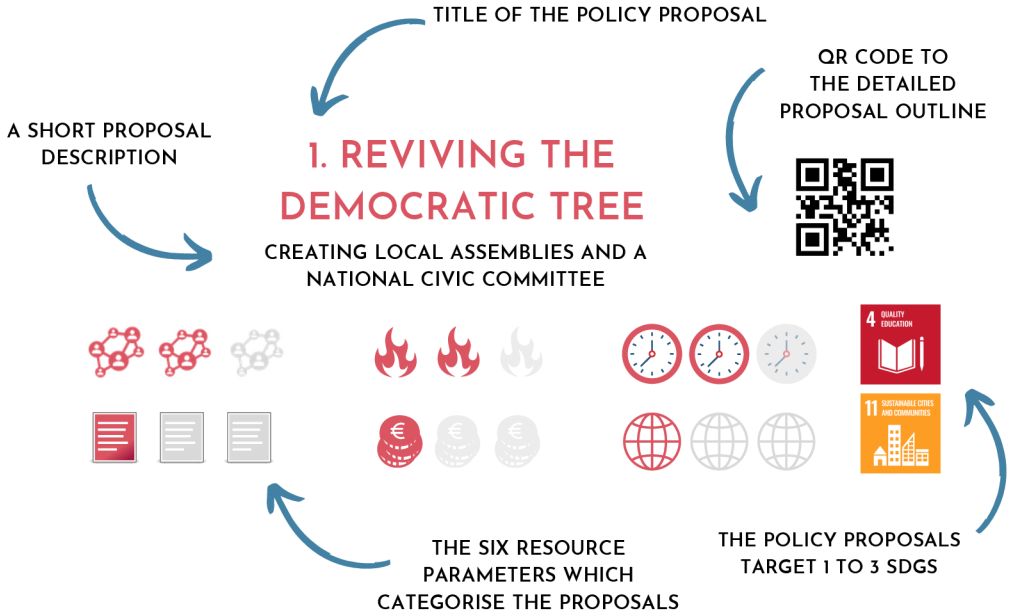 TITLE OF THE POLICY PROPOSAL
QR CODE TO
THE DETAILED
PROPOSAL OUTLINE
A SHORT PROPOSAL
DESCRIPTION
1. REVIVING THE
DEMOCRATIC TREE
CREATING LOCAL ASSEMBLIES AND A
NATIONAL CIVIC COMMITTEE
4 QUALITY
EDUCATION
€ € €
11 SUSTAINABLE CITIES
AND COMMUNITIES
THE SIX RESOURCE
PARAMETERS WHICH
CATEGORISE THE PROPOSALS
THE POLICY PROPOSALS
TARGET 1 TO 3 SDGS